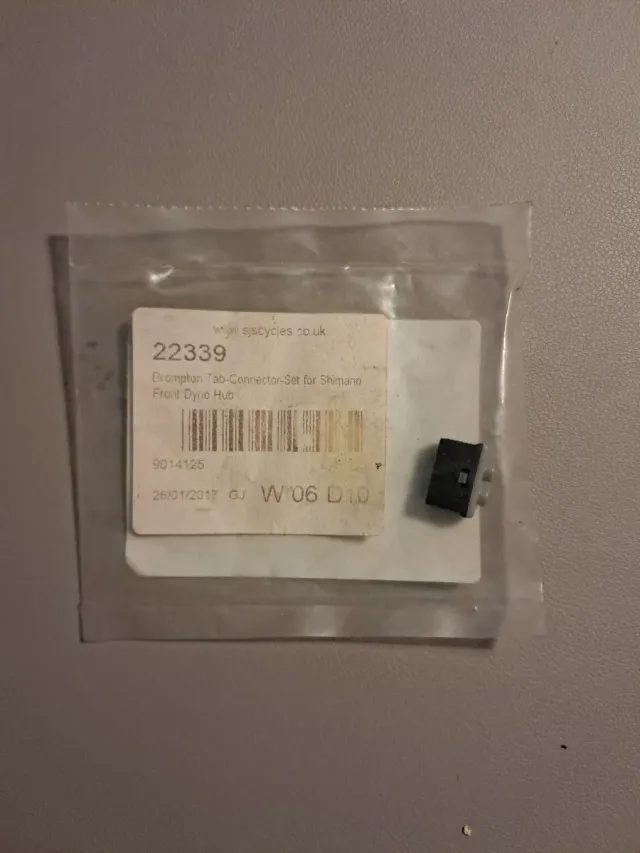 www.sjscycles.co.uk
22339
Brompton Tab-Connector-Set for Shimano
Front Dyno Hub
9014125
P
26/01/2017 GJ W 06 D10